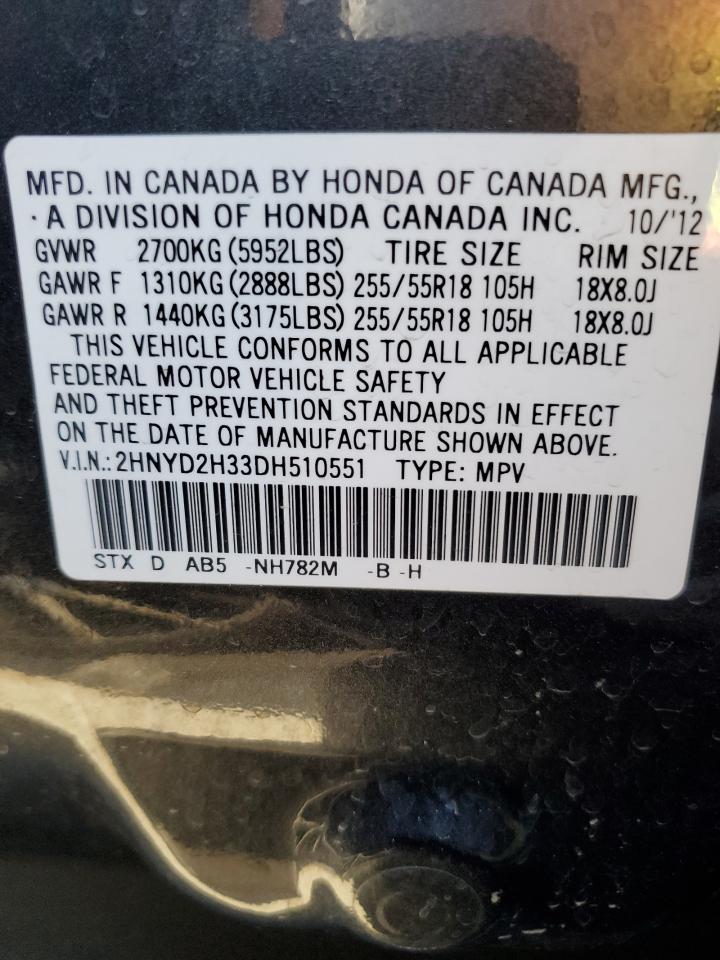 MFD. IN CANADA BY HONDA OF CANADA MFG.,
·A DIVISION OF HONDA CANADA INC. 10/'12
GVWR 2700KG (5952LBS) TIRE SIZE RIM SIZE
GAWR F 1310KG (2888LBS) 255/55R18 105H 18X8.0J
GAWR R 1440KG (3175LBS) 255/55R18 105H 18X8.0J
THIS VEHICLE CONFORMS TO ALL APPLICABLE
FEDERAL MOTOR VEHICLE SAFETY
AND THEFT PREVENTION STANDARDS IN EFFECT
ON THE DATE OF MANUFACTURE SHOWN ABOVE.
V.I.N.: 2HNYD2H33DH510551 TYPE: MPV
STX D AB5 -NH782M -B -H